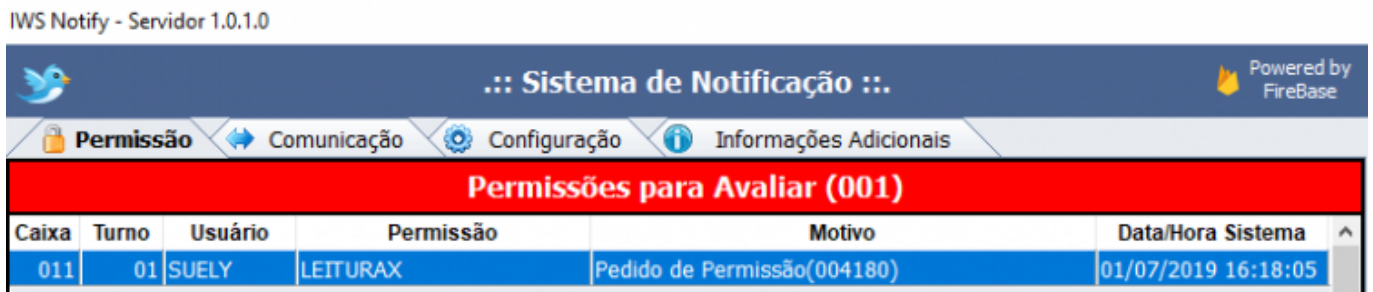 IWS Notify - Servidor 1.0.1.0
.:: Sistema de Notificação ::.
Powered by
FireBase
Permissão Comunicação Configuração Informações Adicionais
Permissões para Avaliar (001)
Caixa Turno Usuário Permissão Motivo Data/Hora Sistema
011 01 SUELY LEITURAX Pedido de Permissão(004180) 01/07/2019 16:18:05